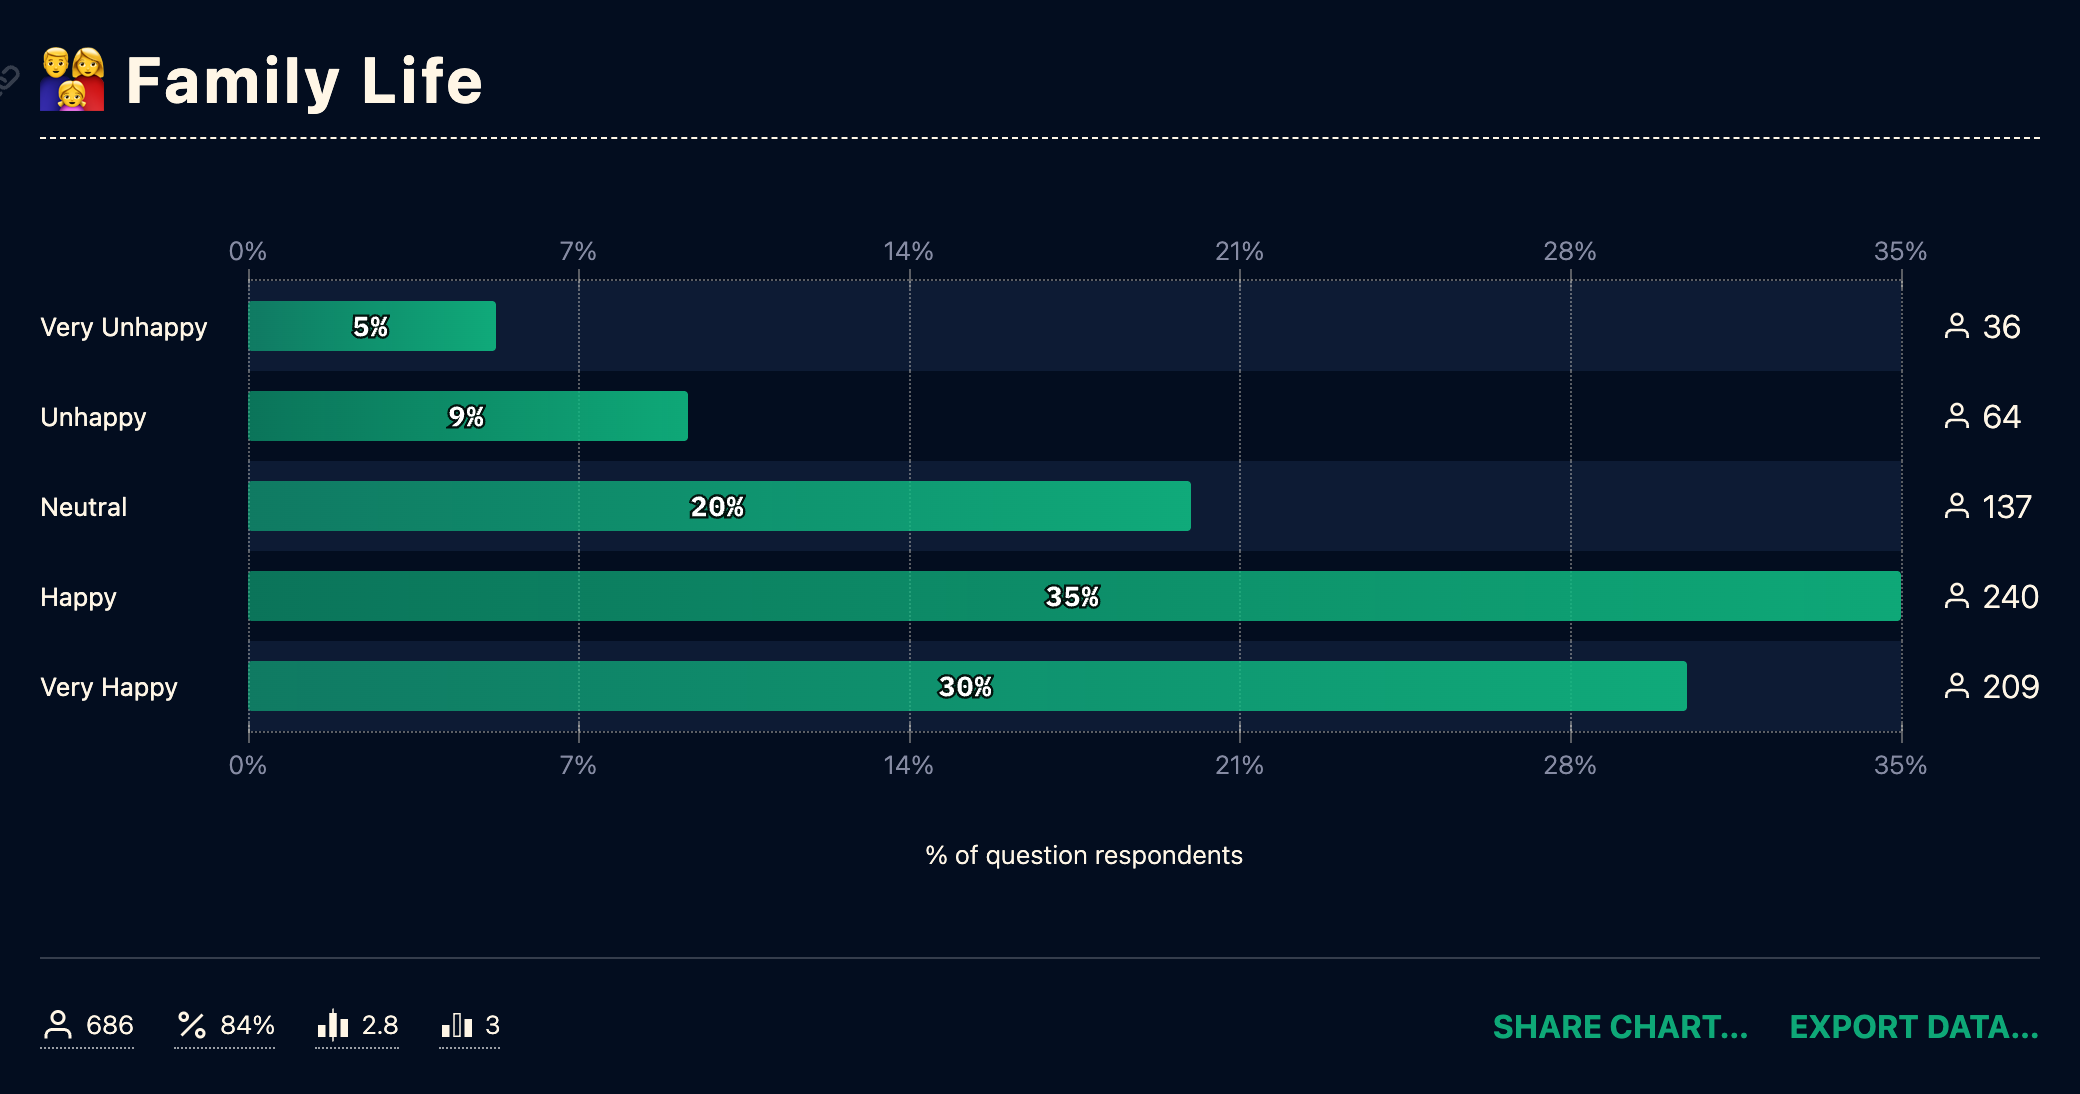 Family Life
0% 7% 14% 21% 28% 35%
Very Unhappy 5% 36
Unhappy 9% 64
Neutral 20% 137
Happy 35% 240
Very Happy 30% 209
0% 7% 14% 21% 28% 35%
% of question respondents
686 % 84% 2.8 3 SHARE CHART... EXPORT DATA...